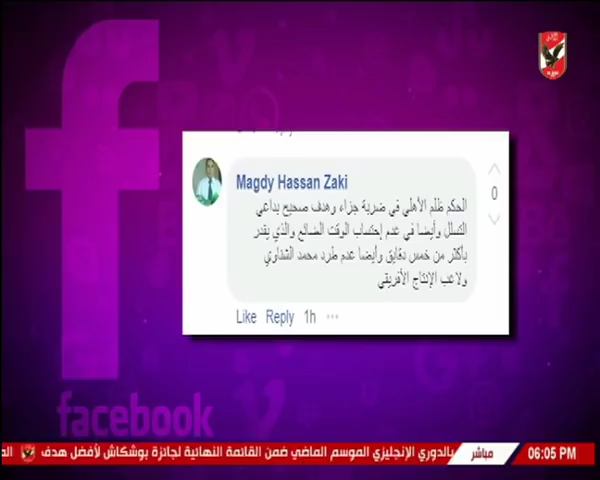 facebook
Magdy Hassan Zaki
الحكم ظلم الأهلي في ضربة جزاء وهدف صحيح بداعي
التسلل وأيضا في عدم إحتساب الوقت الضائع والذي يقدر
بأكثر من خمس دقايق وأيضا عدم طرد محمد الشناوي
ولاعب الإنتاج الأفريقي
0
Like Reply 1h
بالدوري الإنجليزي الموسم الماضي ضمن القائمة النهائية لجائزة بوشكاش لأفضل هدف
مباشر
06:05 PM